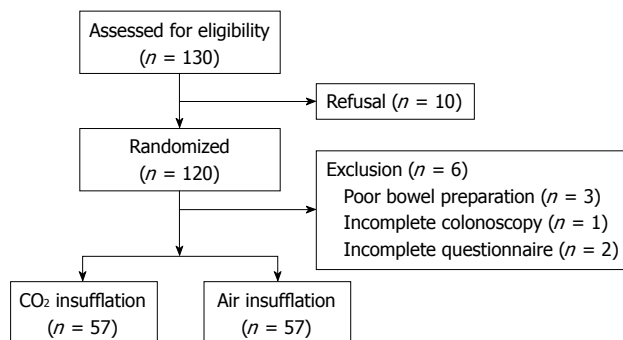 Assessed for eligibility
(n = 130)
Refusal (n = 10)
Randomized
(n = 120)
Exclusion (n = 6)
Poor bowel preparation (n = 3)
Incomplete colonoscopy (n = 1)
Incomplete questionnaire (n = 2)
CO₂ insufflation
(n = 57)
Air insufflation
(n = 57)